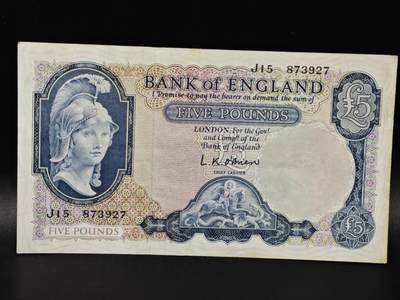 J15 873927
BANK OF ENGLAND
I Promise to pay the bearer on demand the sum of
FIVE POUNDS
£5
LONDON, For the Govr
and Compa of the
Bank of England
L.K. O'Brien
CHIEF CASHIER
J15 873927
FIVE POUNDS
£5